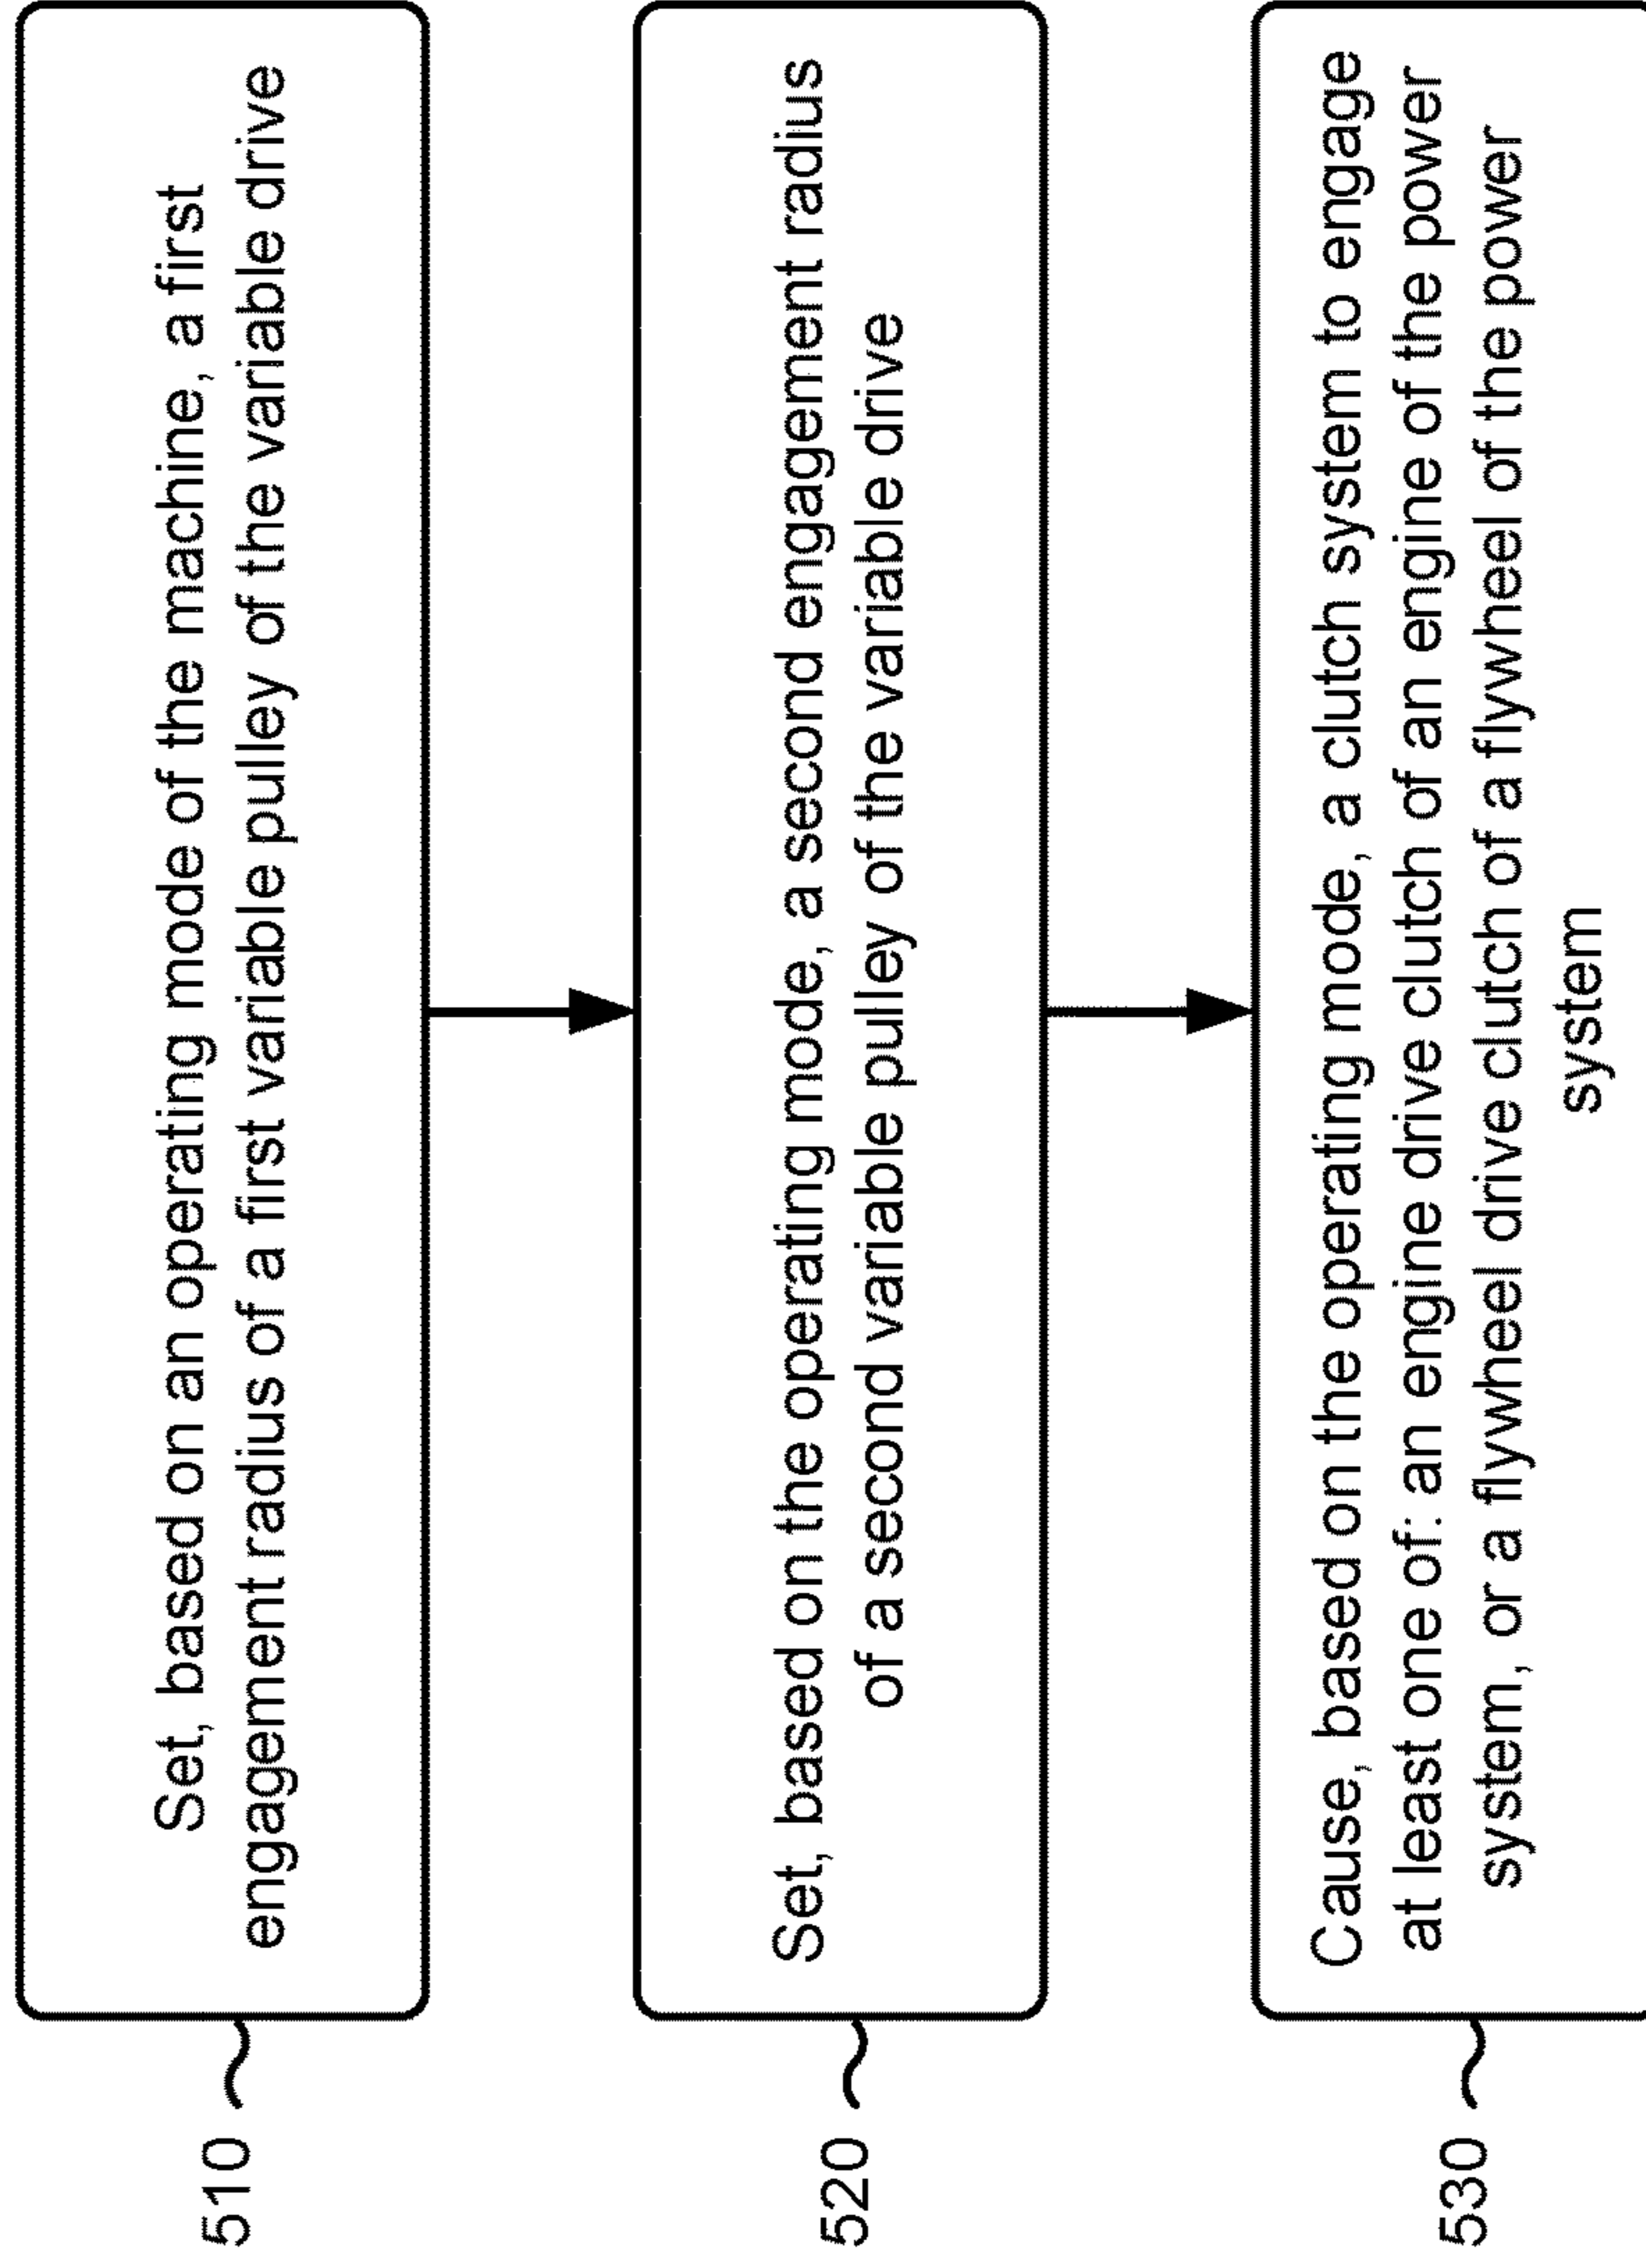 510
Set, based on an operating mode of the machine, a first
engagement radius of a first variable pulley of the variable drive
520
Set, based on the operating mode, a second engagement radius
of a second variable pulley of the variable drive
530
Cause, based on the operating mode, a clutch system to engage
at least one of: an engine drive clutch of an engine of the power
system, or a flywheel drive clutch of a flywheel of the power
system